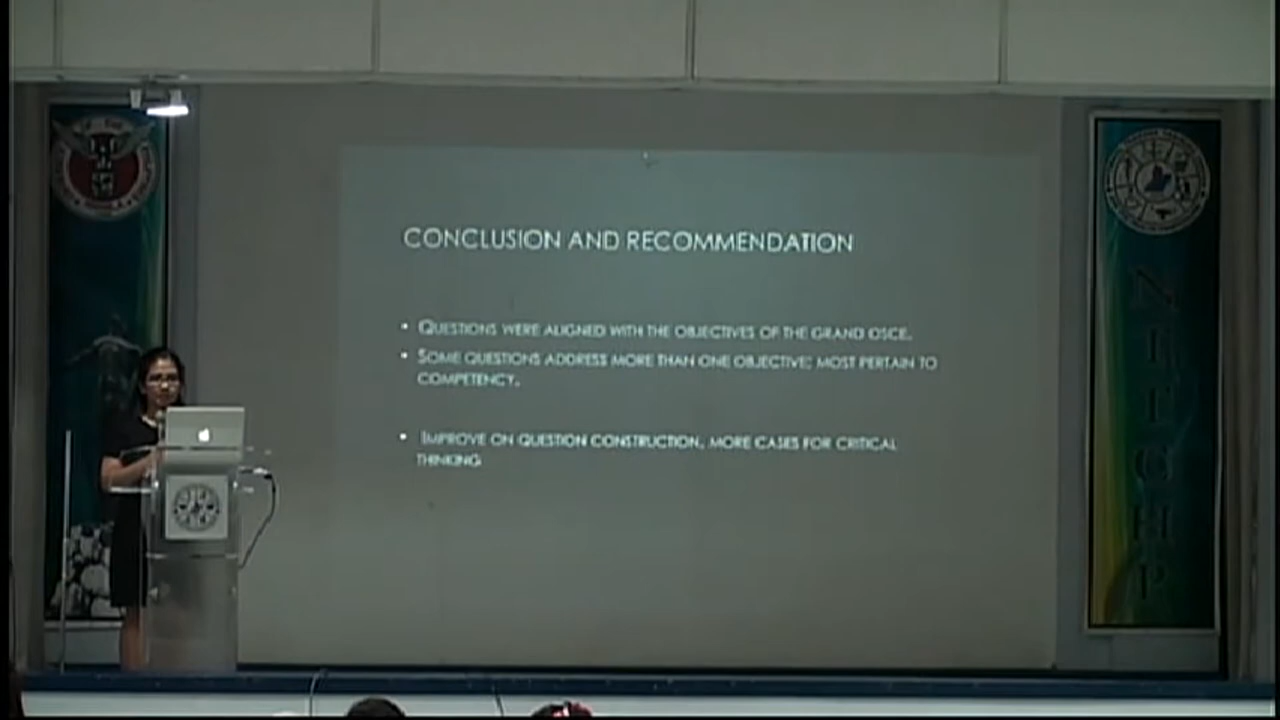 CONCLUSION AND RECOMMENDATION
• QUESTIONS WERE ALIGNED WITH THE OBJECTIVES OF THE GRAND OSCE.
• SOME QUESTIONS ADDRESS MORE THAN ONE OBJECTIVE; MOST PERTAIN TO
COMPETENCY.
• IMPROVE ON QUESTION CONSTRUCTION, MORE CASES FOR CRITICAL
THINKING